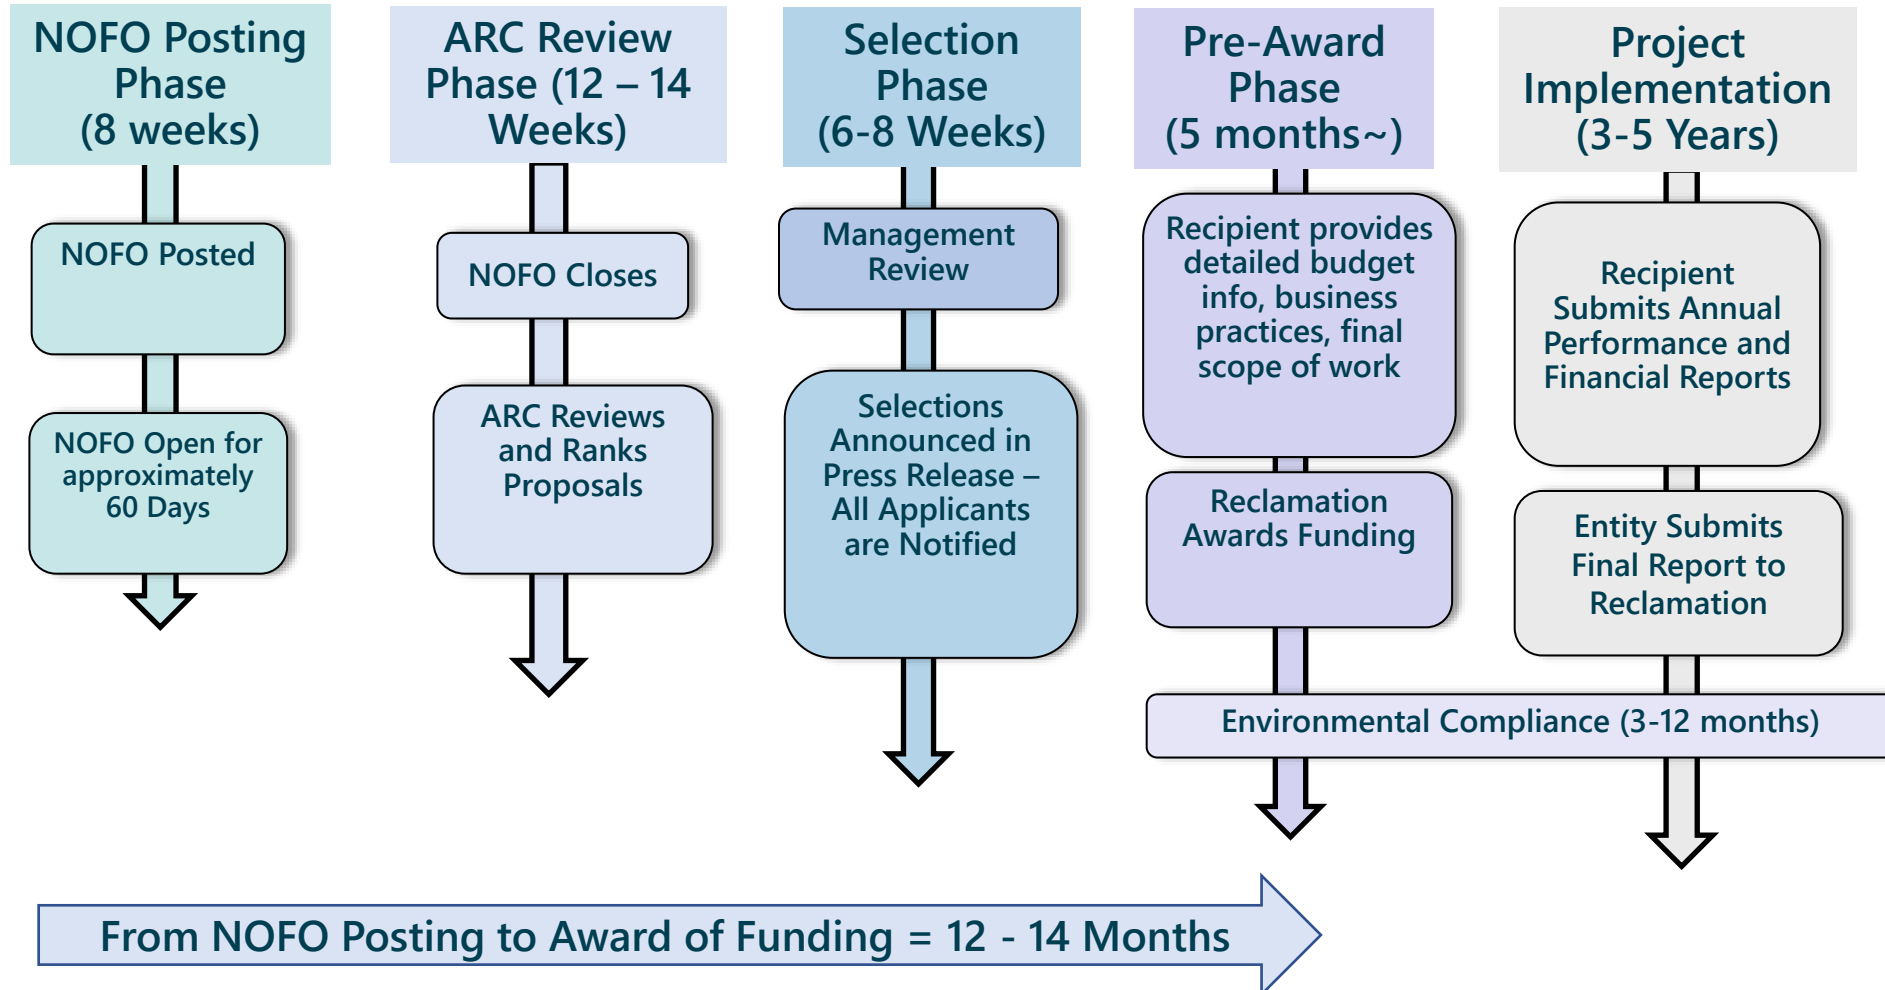 NOFO Posting
Phase
(8 weeks)
NOFO Posted
NOFO Open for
approximately
60 Days
ARC Review
Phase (12 – 14
Weeks)
NOFO Closes
ARC Reviews
and Ranks
Proposals
Selection
Phase
(6-8 Weeks)
Management
Review
Selections
Announced in
Press Release –
All Applicants
are Notified
Pre-Award
Phase
(5 months~)
Recipient provides
detailed budget
info, business
practices, final
scope of work
Reclamation
Awards Funding
Project
Implementation
(3-5 Years)
Recipient
Submits Annual
Performance and
Financial Reports
Entity Submits
Final Report to
Reclamation
Environmental Compliance (3-12 months)
From NOFO Posting to Award of Funding = 12 - 14 Months